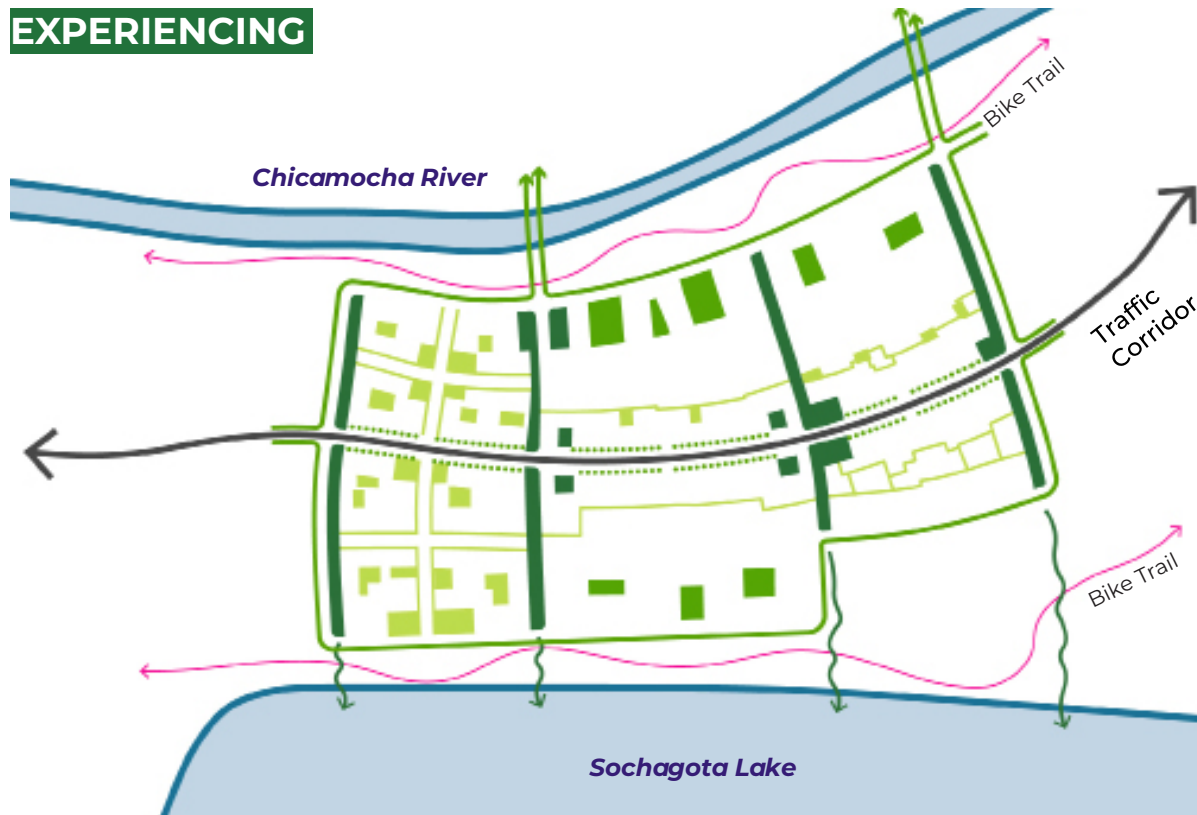 EXPERIENCING
Bike Trail
Chicamocha River
Traffic
Corridor
Bike Trail
Sochagota Lake